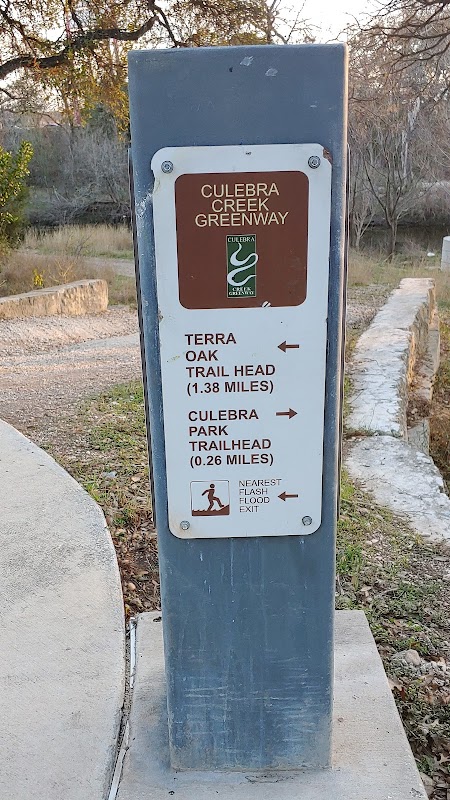 CULEBRA
CREEK
GREENWAY
CULEBRA
CREEK
GREENWAY
TERRA
OAK
TRAIL HEAD
(1.38 MILES)
CULEBRA
PARK
TRAILHEAD
(0.26 MILES)
NEAREST
FLASH
FLOOD
EXIT